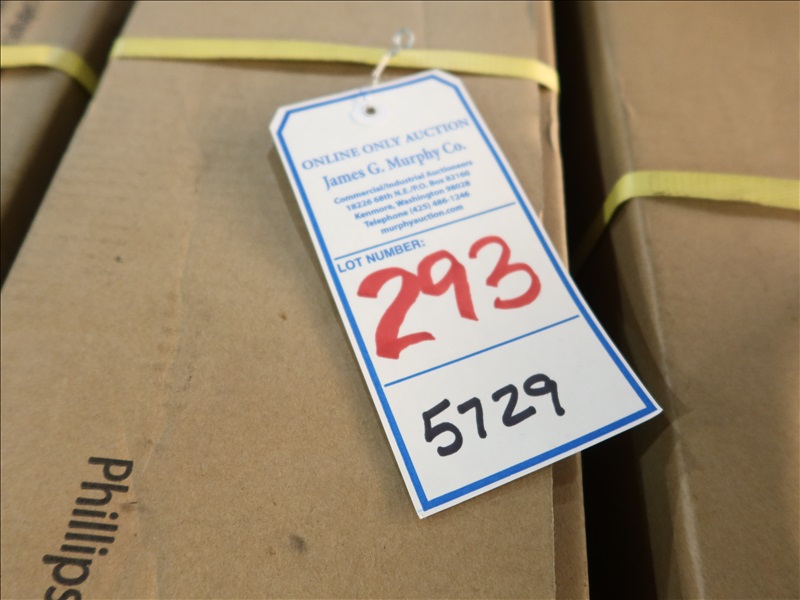 ONLINE ONLY AUCTION
James G. Murphy Co.
Commercial/Industrial Auctioneers
18226 68th N.E./P.O. Box 82160
Kenmore, Washington 98028
Telephone (425) 486-1246
murphyauction.com
LOT NUMBER:
293
5729
Phillips